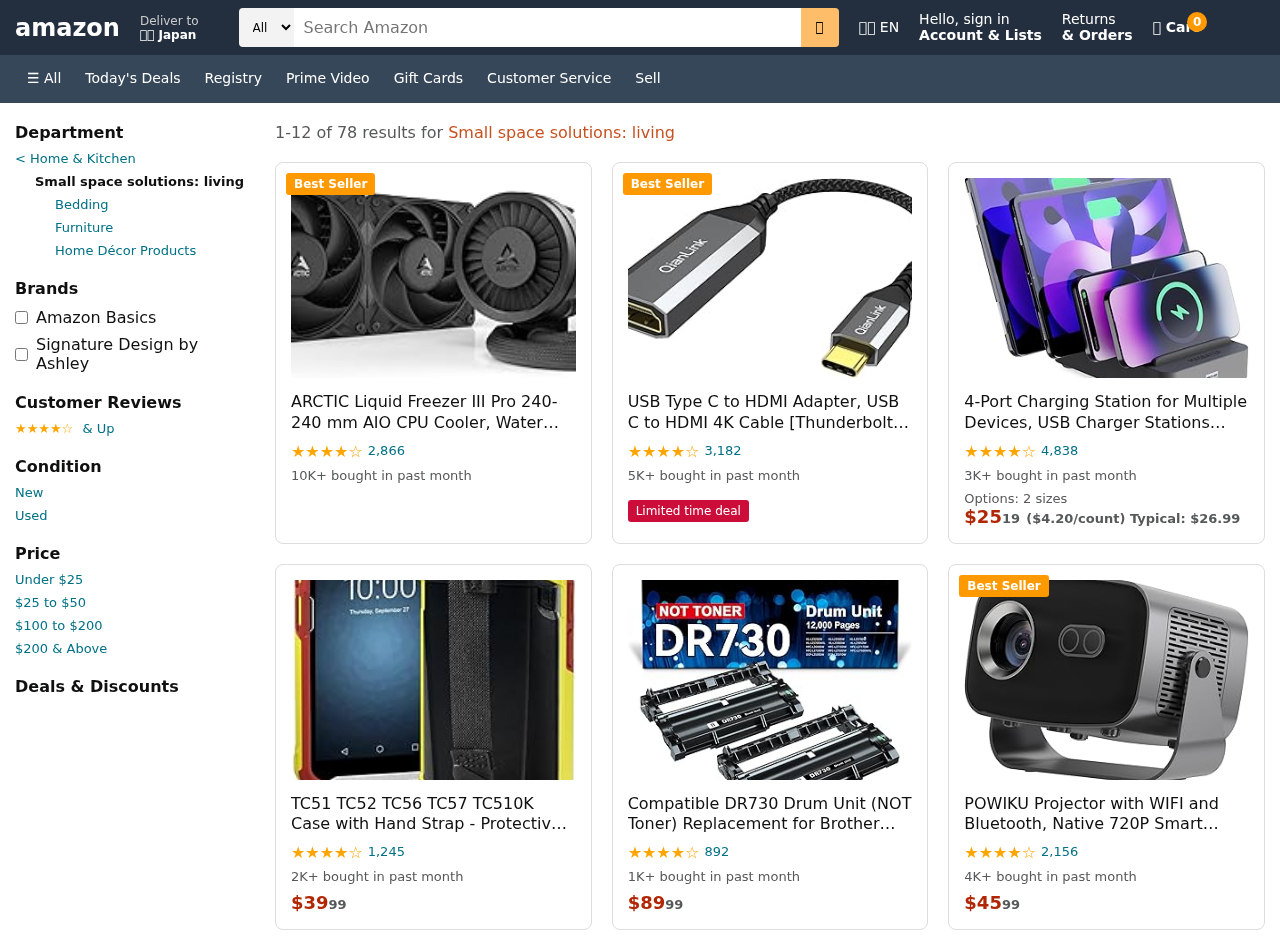 amazon
Deliver to
Japan
All
Search Amazon
EN
Hello, sign in
Account & Lists
Returns
& Orders
0
☰ All
Today's Deals
Registry
Prime Video
Gift Cards
Customer Service
Sell
Department
< Home & Kitchen
Small space solutions: living
Bedding
Furniture
Home Décor Products
Brands
Amazon Basics
Signature Design by
Ashley
Customer Reviews
★★★★☆ & Up
Condition
New
Used
Price
Under $25
$25 to $50
$100 to $200
$200 & Above
Deals & Discounts
1-12 of 78 results for Small space solutions: living
Best Seller
ARCTIC
ARCTIC
ARCTIC Liquid Freezer III Pro 240-
240 mm AIO CPU Cooler, Water…
★★★★☆ 2,866
10K+ bought in past month
Best Seller
QianLink
QianLink
USB Type C to HDMI Adapter, USB
C to HDMI 4K Cable [Thunderbolt…
★★★★☆ 3,182
5K+ bought in past month
Limited time deal
4-Port Charging Station for Multiple
Devices, USB Charger Stations…
★★★★☆ 4,838
3K+ bought in past month
Options: 2 sizes
$25 19 ($4.20/count) Typical: $26.99
10:00
Thursday, September 27
TC51 TC52 TC56 TC57 TC510K
Case with Hand Strap - Protectiv…
★★★★☆ 1,245
2K+ bought in past month
$39 99
NOT TONER
DR730
Drum Unit
12,000 Pages
DR730
DR730
Compatible DR730 Drum Unit (NOT
Toner) Replacement for Brother…
★★★★☆ 892
1K+ bought in past month
$89 99
Best Seller
POWIKU Projector with WIFI and
Bluetooth, Native 720P Smart…
★★★★☆ 2,156
4K+ bought in past month
$45 99